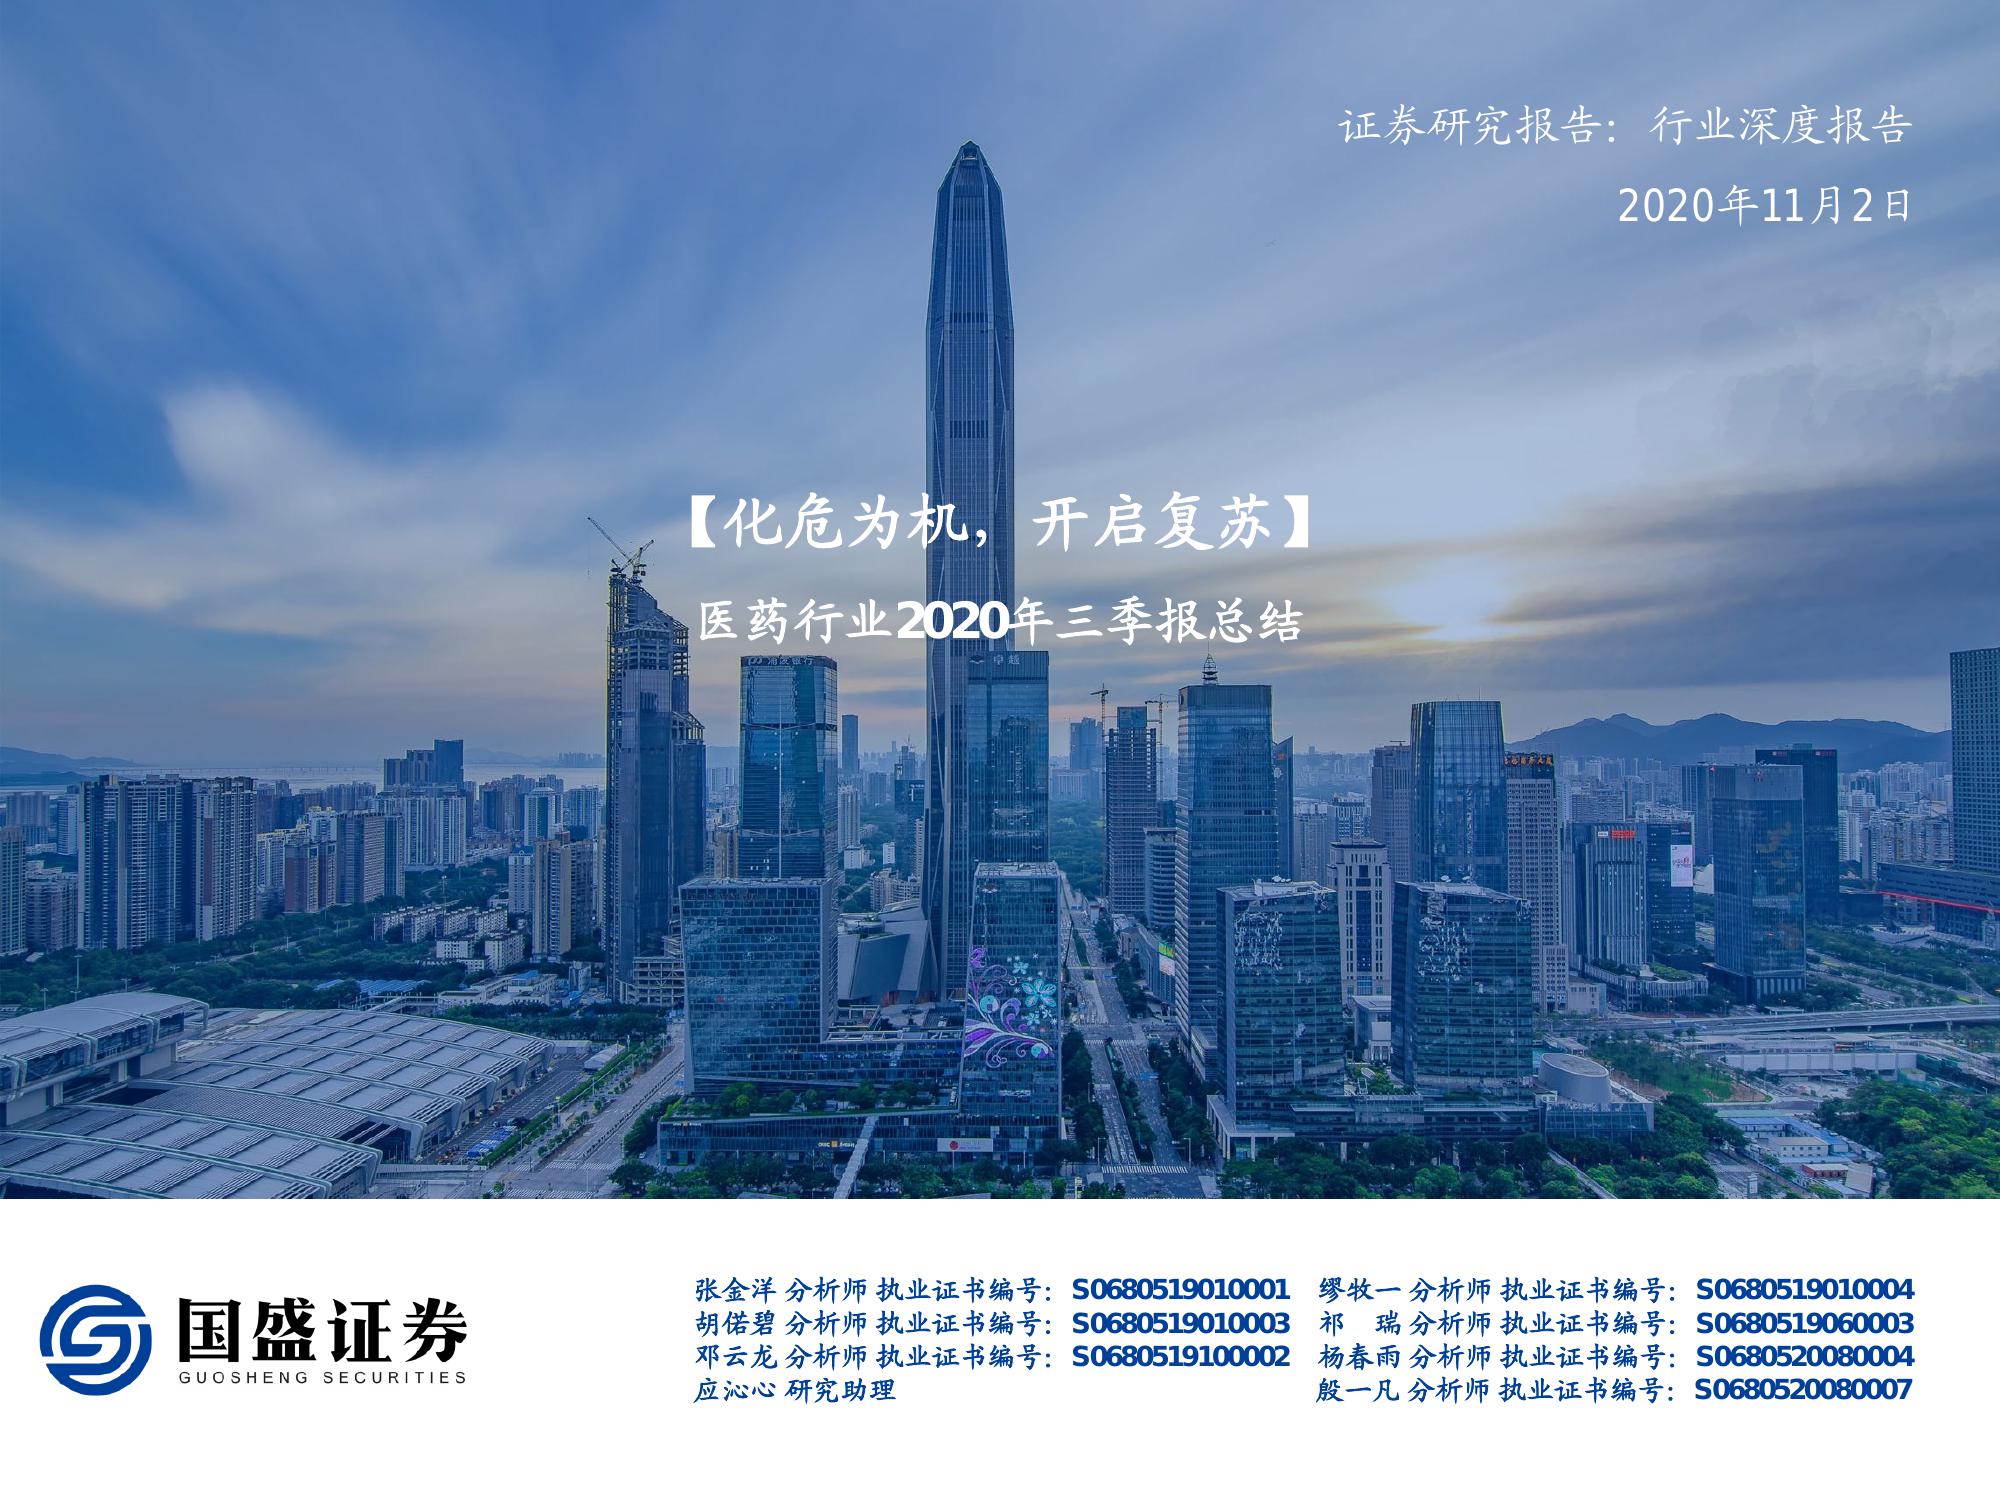 证券研究报告：行业深度报告
2020年11月2日
【化危为机，开启复苏】
医药行业2020年三季报总结
浦发银行
卓越
国盛证券
GUOSHENG SECURITIES
张金洋 分析师 执业证书编号：S0680519010001
胡偌碧 分析师 执业证书编号：S0680519010003
邓云龙 分析师 执业证书编号：S0680519100002
应沁心 研究助理
缪牧一 分析师 执业证书编号：S0680519010004
祁　瑞 分析师 执业证书编号：S0680519060003
杨春雨 分析师 执业证书编号：S0680520080004
殷一凡 分析师 执业证书编号：S0680520080007